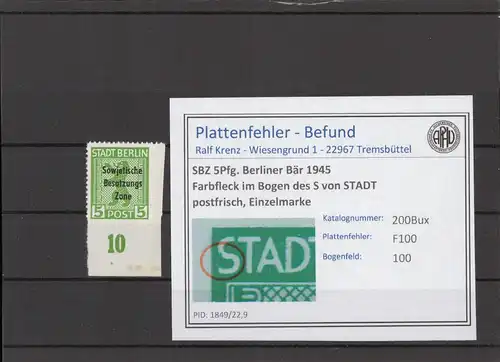 STADT BERLIN
Sowjetische
Besetzungs
Zone
5 POST 5
10
Plattenfehler - Befund
Ralf Krenz - Wiesengrund 1 - 22967 Tremsbüttel
SBZ 5Pfg. Berliner Bär 1945
Farbfleck im Bogen des S von STADT
postfrisch, Einzelmarke
Katalognummer: 200Bux
Plattenfehler: F100
Bogenfeld: 100
STADT
PID: 1849/22.9